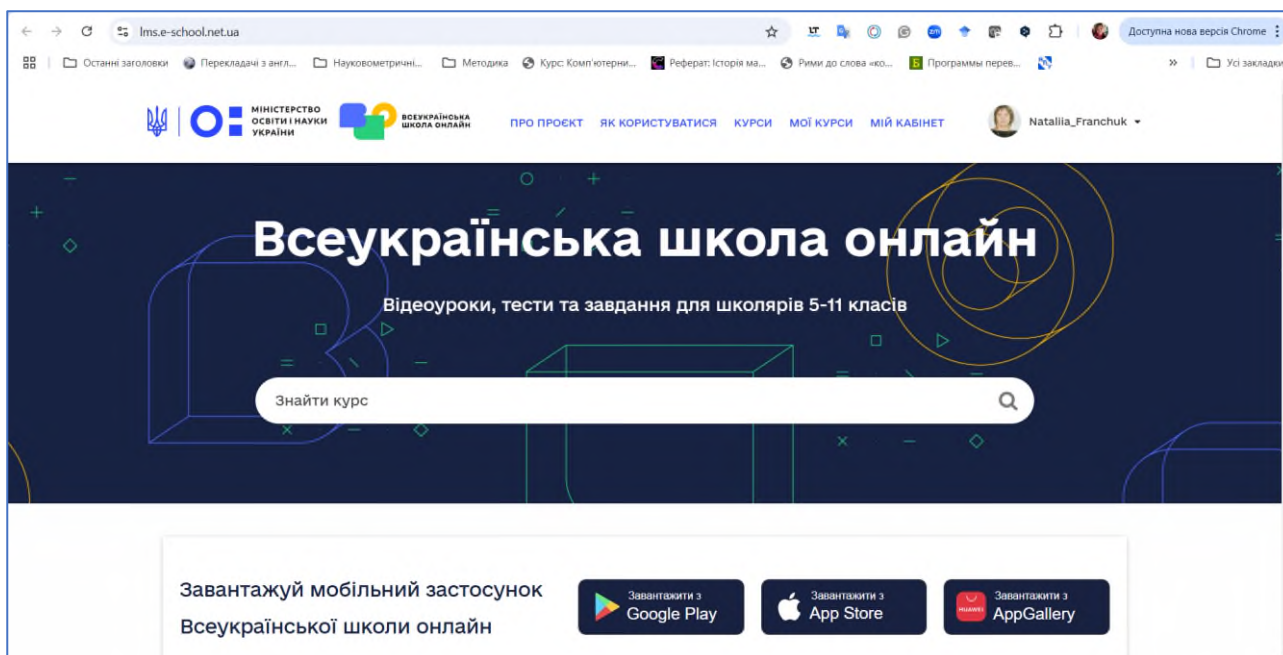 lms.e-school.net.ua
Доступна нова версія Chrome
Останні заголовки Перекладачі з англ... Наукометричні... Методика Курс: Комп'ютерни... Реферат: Історія ма... Рими до слова «ко... Программы перев... » Усі закладки
МІНІСТЕРСТВО
ОСВІТИ І НАУКИ
УКРАЇНИ
ВСЕУКРАЇНСЬКА
ШКОЛА ОНЛАЙН
ПРО ПРОЄКТ ЯК КОРИСТУВАТИСЯ КУРСИ МОЇ КУРСИ МІЙ КАБІНЕТ
Nataliia_Franchuk
Всеукраїнська школа онлайн
Відеоуроки, тести та завдання для школярів 5-11 класів
Знайти курс
Завантажуй мобільний застосунок
Всеукраїнської школи онлайн
Завантажити з
Google Play
Завантажити з
App Store
HUAWEI
Завантажити з
AppGallery